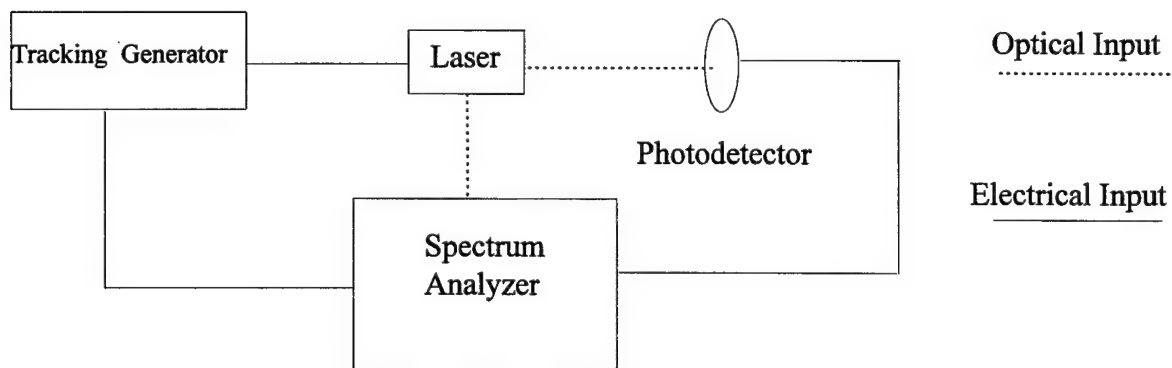 Tracking Generator
Laser
Optical Input
Photodetector
Electrical Input
Spectrum
Analyzer